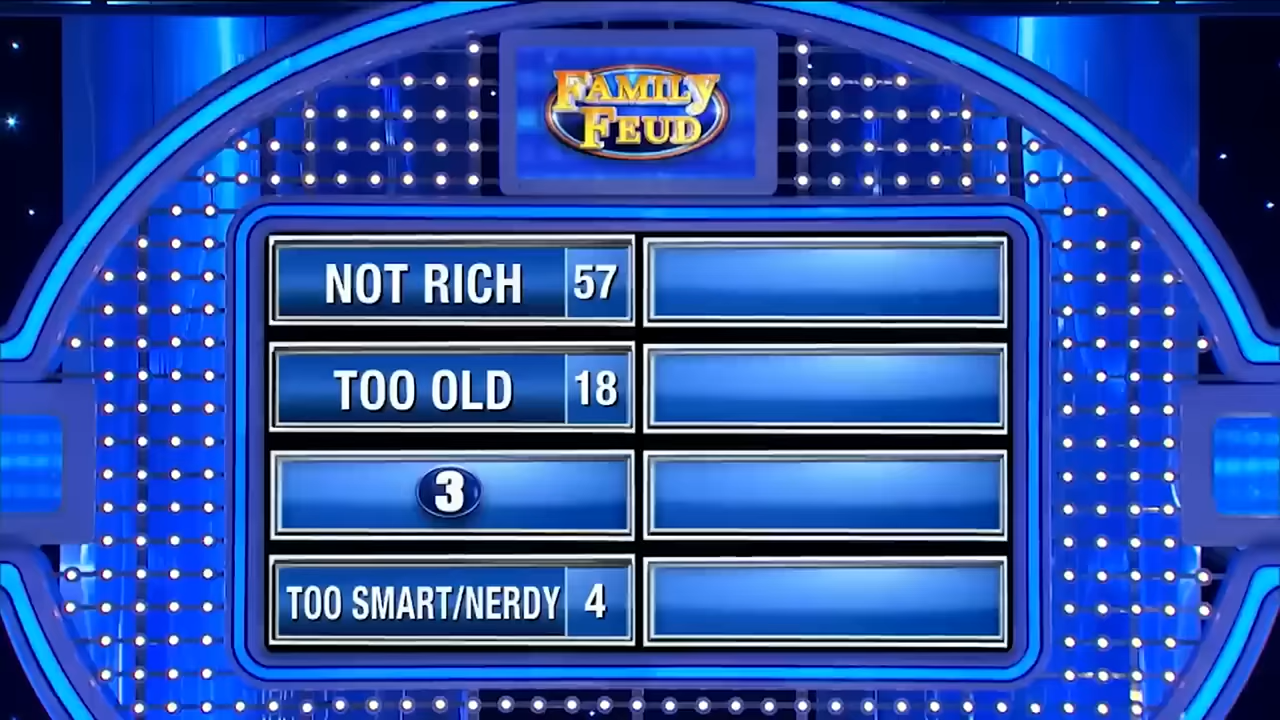 FAMILY
FEUD
NOT RICH 57
TOO OLD 18
3
TOO SMART/NERDY 4